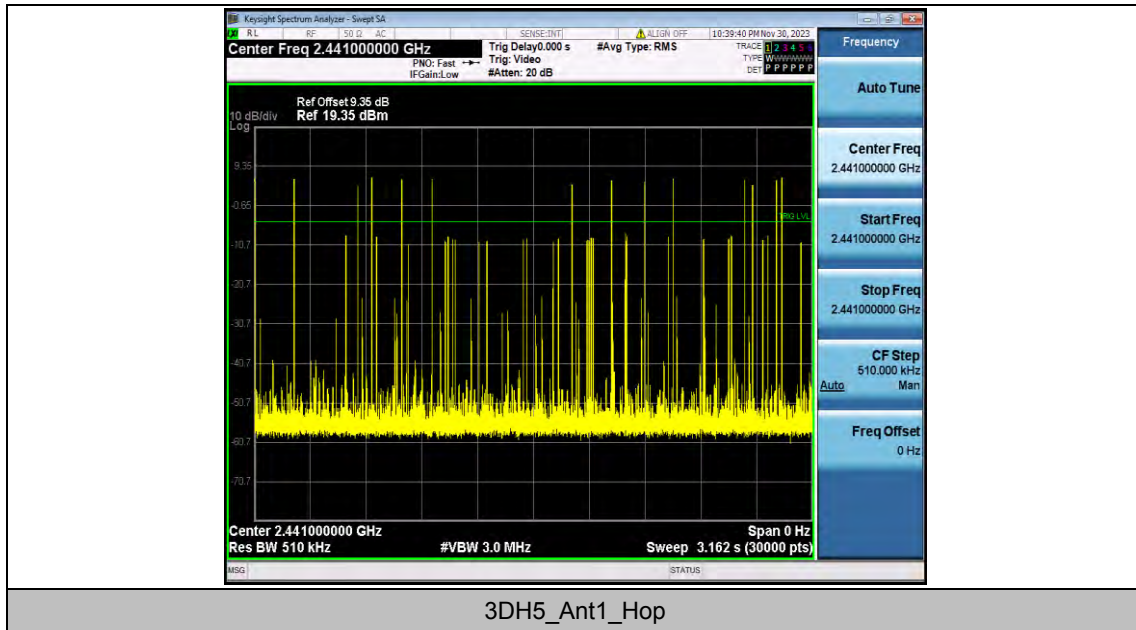 Keysight Spectrum Analyzer - Swept SA
RL RF 50 Ω AC SENSE:INT ALIGN OFF 10:39:40 PM Nov 30, 2023
Center Freq 2.441000000 GHz
PNO: Fast
IFGain:Low
Trig Delay0.000 s
Trig: Video
#Atten: 20 dB
#Avg Type: RMS
TRACE 1 2 3 4 5 6
TYPE WWWWWW
DET P P P P P P
Ref Offset 9.35 dB
10 dB/div Ref 19.35 dBm
Log
9.35
-0.65
TRIG LVL
-10.7
-20.7
-30.7
-40.7
-50.7
-60.7
-70.7
Center 2.441000000 GHz Span 0 Hz
Res BW 510 kHz #VBW 3.0 MHz Sweep 3.162 s (30000 pts)
MSG STATUS
Frequency
Auto Tune
Center Freq
2.441000000 GHz
Start Freq
2.441000000 GHz
Stop Freq
2.441000000 GHz
CF Step
510.000 kHz
Auto Man
Freq Offset
0 Hz
3DH5_Ant1_Hop